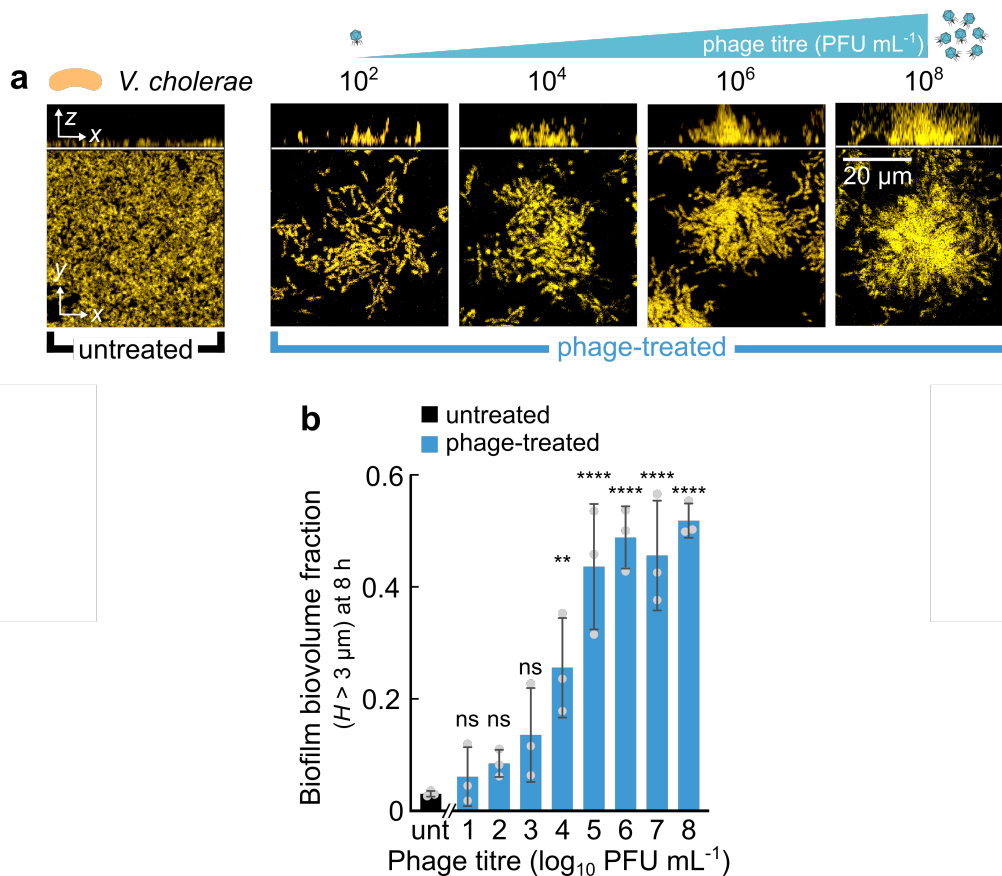 phage titre (PFU mL⁻¹)
a V. cholerae 10² 10⁴ 10⁶ 10⁸
z
x
20 µm
y
x
untreated phage-treated
b
untreated
phage-treated
Biofilm biovolume fraction
(H > 3 µm) at 8 h
0.6
0.4
0.2
0
ns ns ns ** **** **** **** ****
unt 1 2 3 4 5 6 7 8
Phage titre (log₁₀ PFU mL⁻¹)